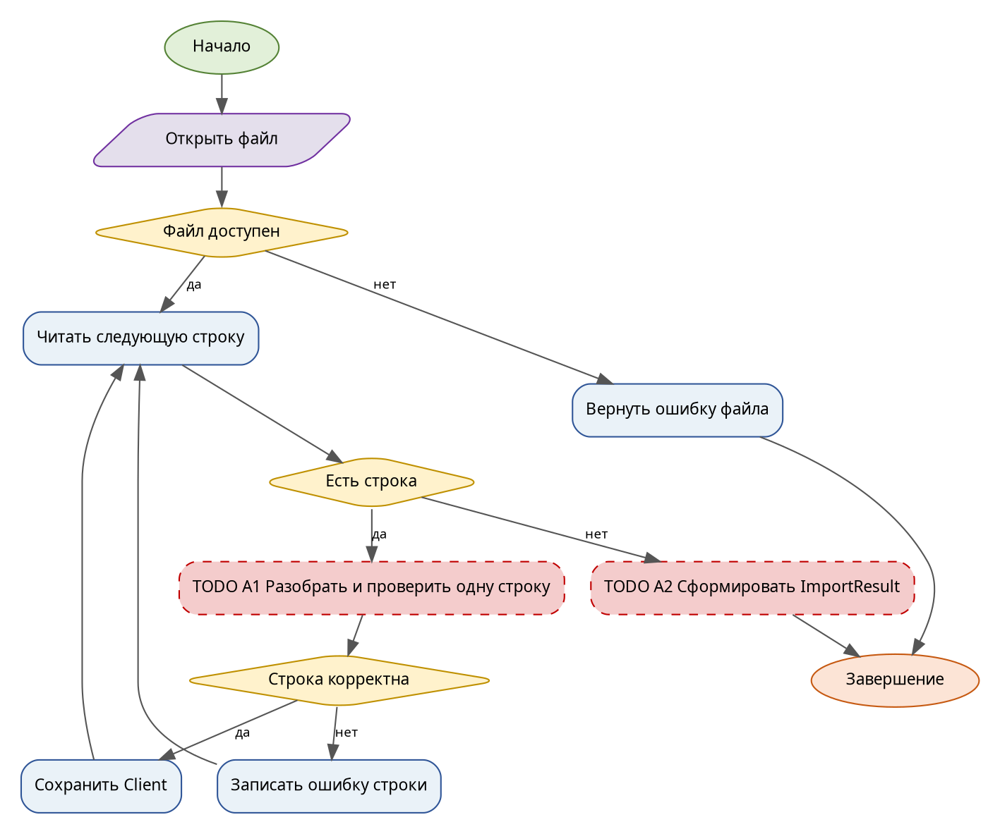 Начало
Открыть файл
Файл доступен
да
нет
Читать следующую строку
Вернуть ошибку файла
Есть строка
да
нет
TODO A1 Разобрать и проверить одну строку
TODO A2 Сформировать ImportResult
Строка корректна
Завершение
да
нет
Сохранить Client
Записать ошибку строки